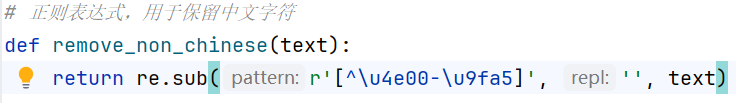 # 正则表达式，用于保留中文字符
def remove_non_chinese(text):
    return re.sub(pattern: r'[^\u4e00-\u9fa5]', repl: '', text)